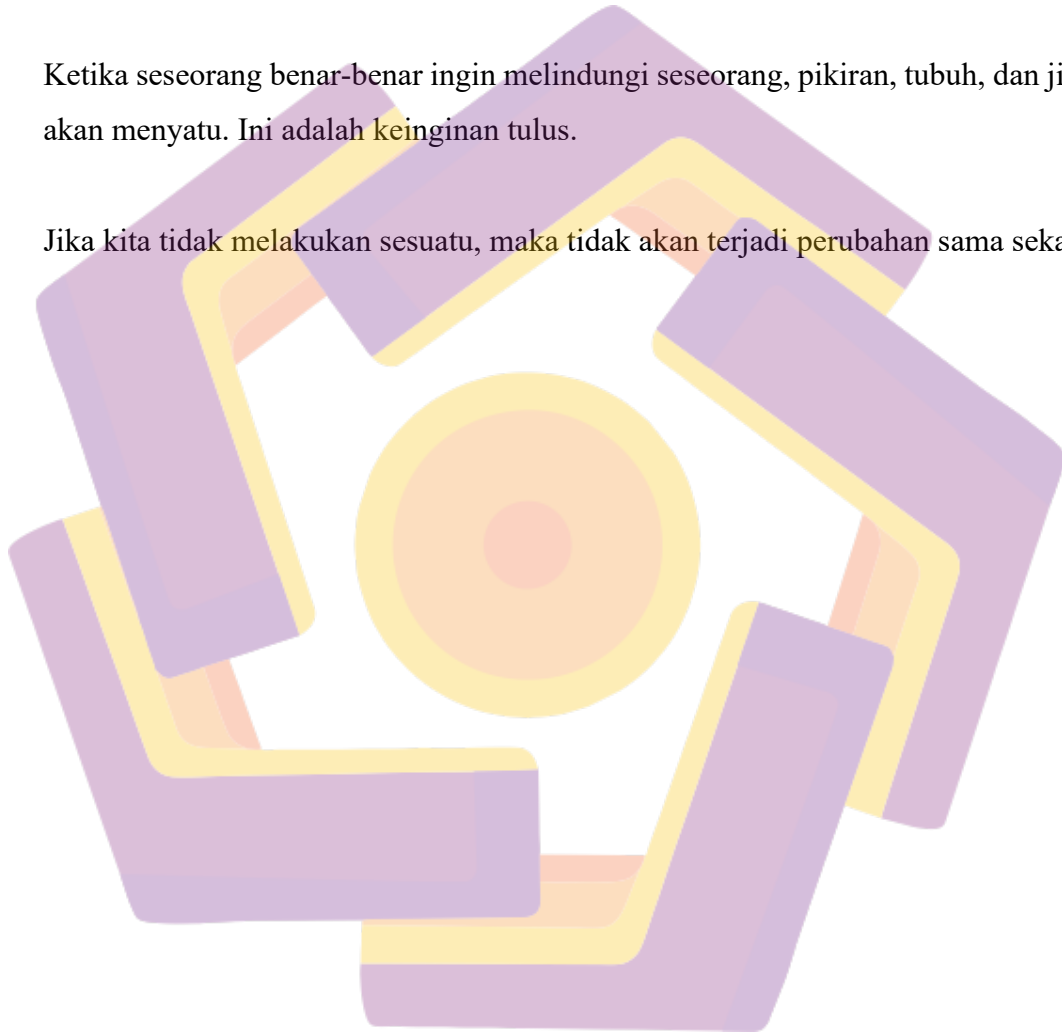 Ketika seseorang benar-benar ingin melindungi seseorang, pikiran, tubuh, dan
akan menyatu. Ini adalah keinginan tulus.
Jika kita tidak melakukan sesuatu, maka tidak akan terjadi perubahan sama